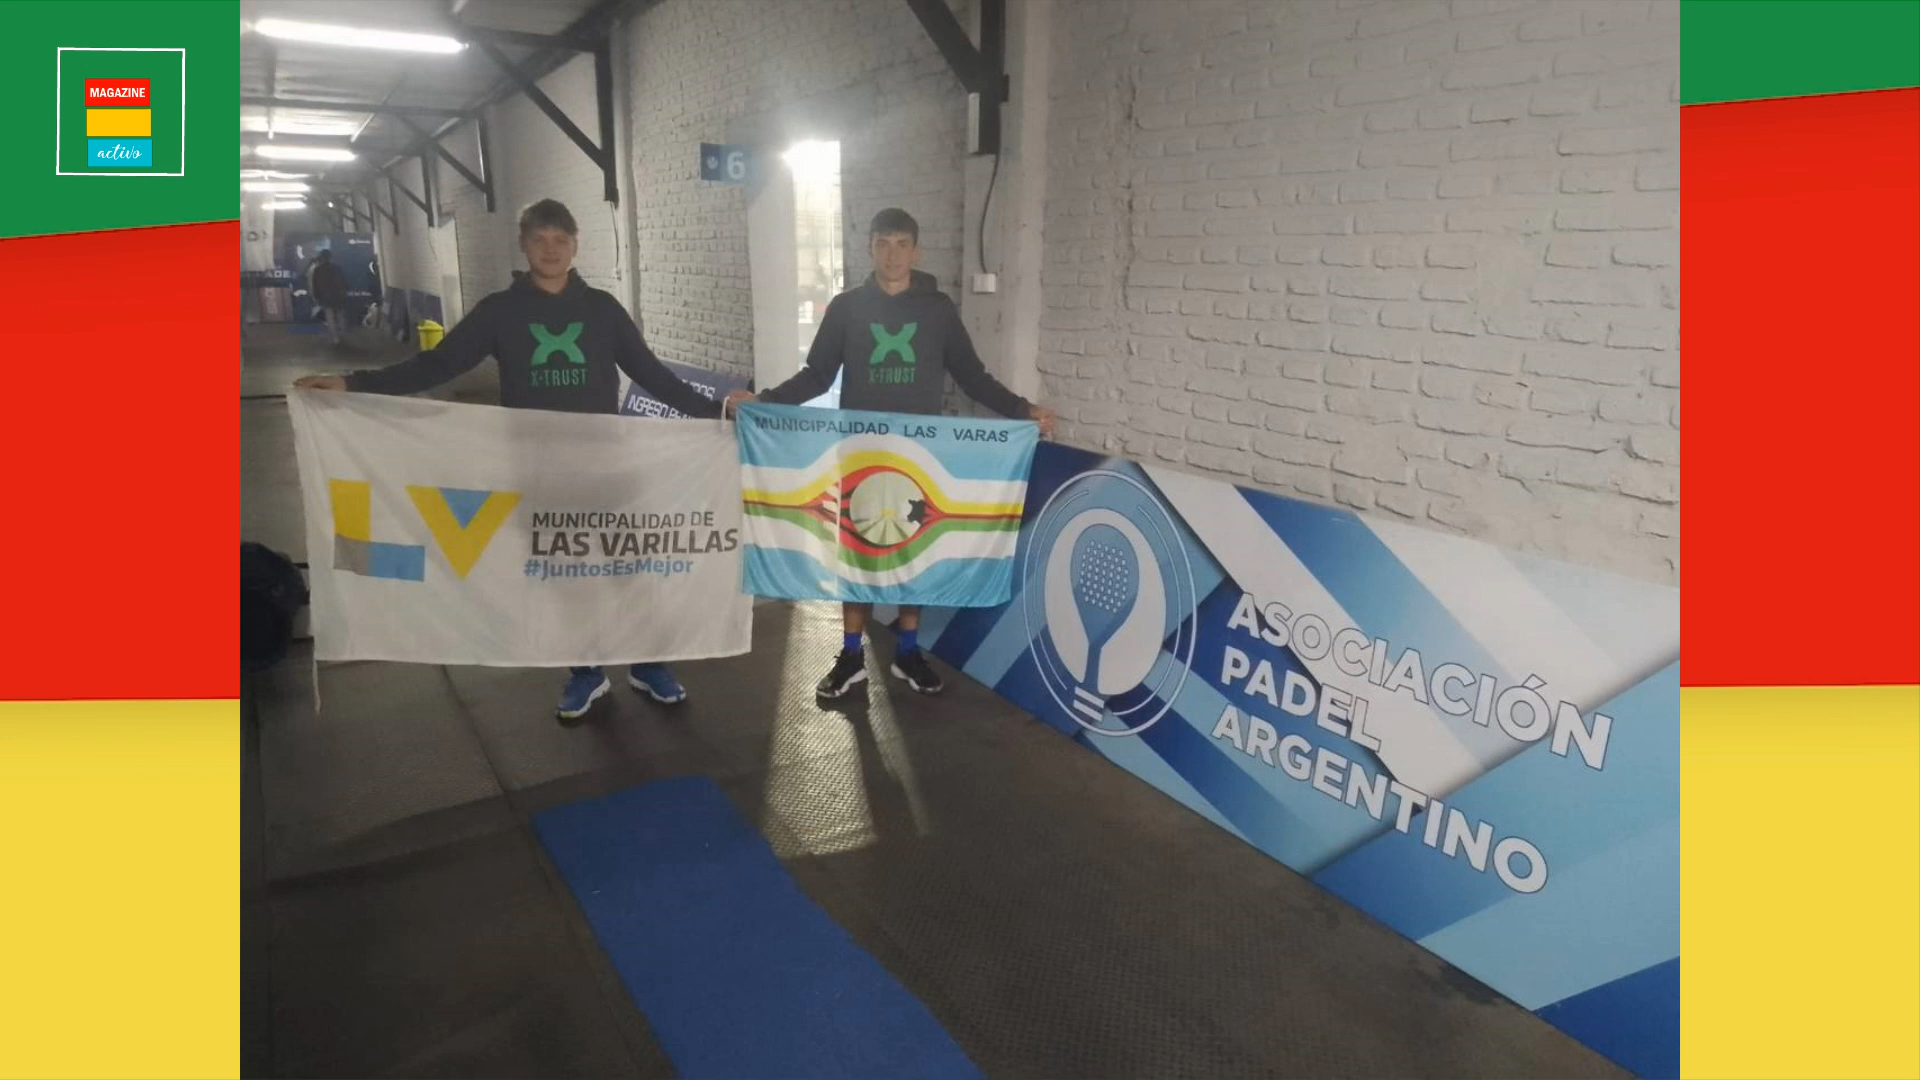 MAGAZINE
activo
6
X-TRUST
X-TRUST
MUNICIPALIDAD LAS VARAS
MUNICIPALIDAD DE
LAS VARILLAS
#JuntosEsMejor
ASOCIACIÓN
PADEL
ARGENTINO